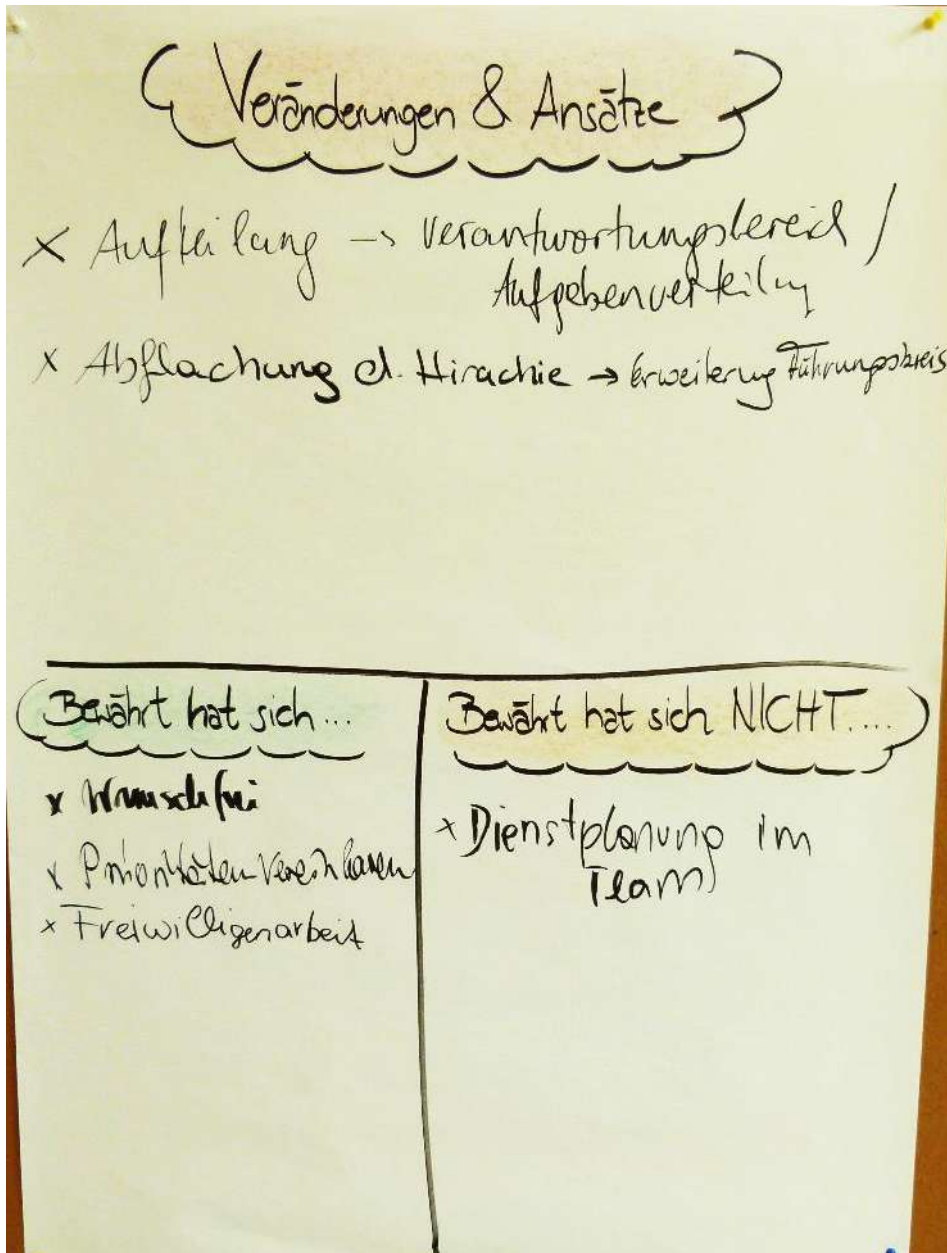 Veränderungen & Ansätze
x Aufteilung -> Verantwortungsbereich /
Aufgabenverteilung
x Abflachung d. Hirachie -> Erweiterung Führungskreis
Bewährt hat sich...
x Wunschfrei
x Prioritäten vereinbaren
x Freiwilligenarbeit
Bewährt hat sich NICHT....
x Dienstplanung im
Team